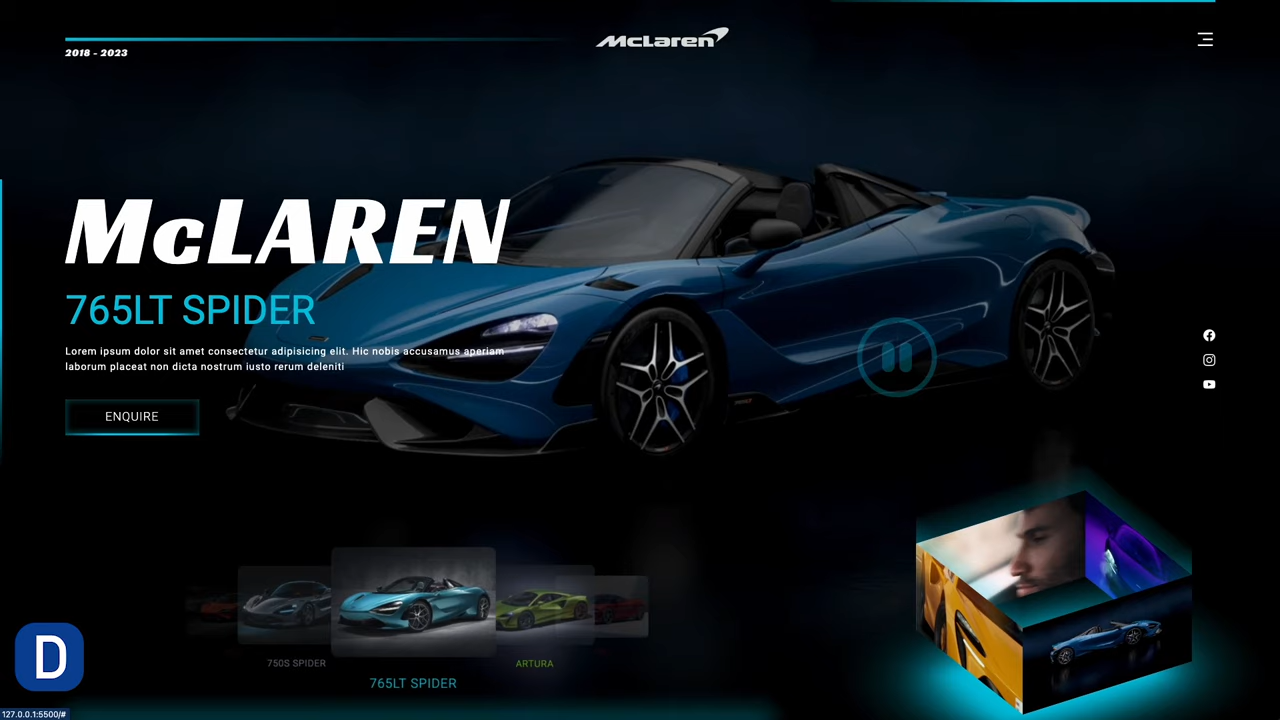 McLaren
2018 - 2023
McLAREN
765LT SPIDER
Lorem ipsum dolor sit amet consectetur adipisicing elit. Hic nobis accusamus aperiam
laborum placeat non dicta nostrum iusto rerum deleniti
ENQUIRE
750S SPIDER
ARTURA
765LT SPIDER
D
127.0.0.1:5500/#